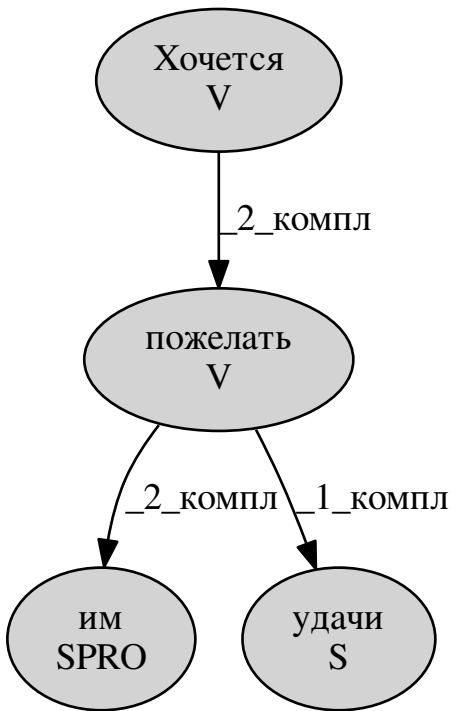 Хочется
V
_2_компл
пожелать
V
_2_компл _1_компл
им удачи
SPRO S